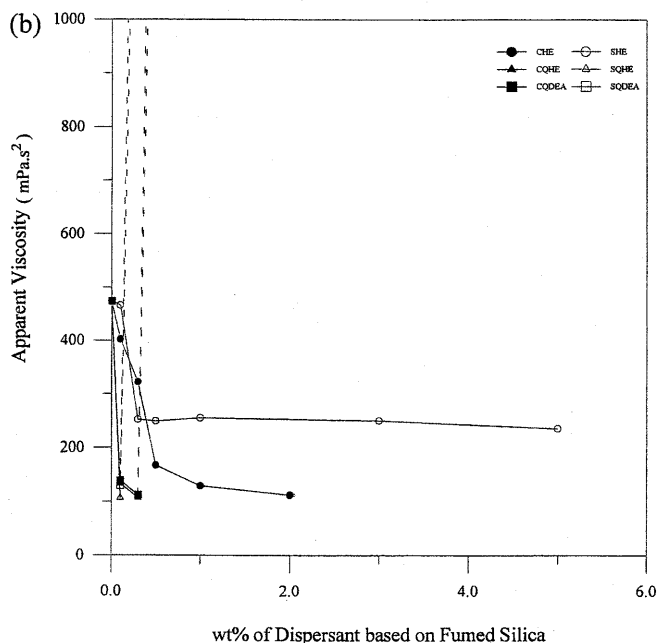 (b)
1000
800
600
400
200
0
Apparent Viscosity ( mPa.s²)
CHE SHE
CQHE SQHE
CQDEA SQDEA
0.0 2.0 4.0 6.0
wt% of Dispersant based on Fumed Silica